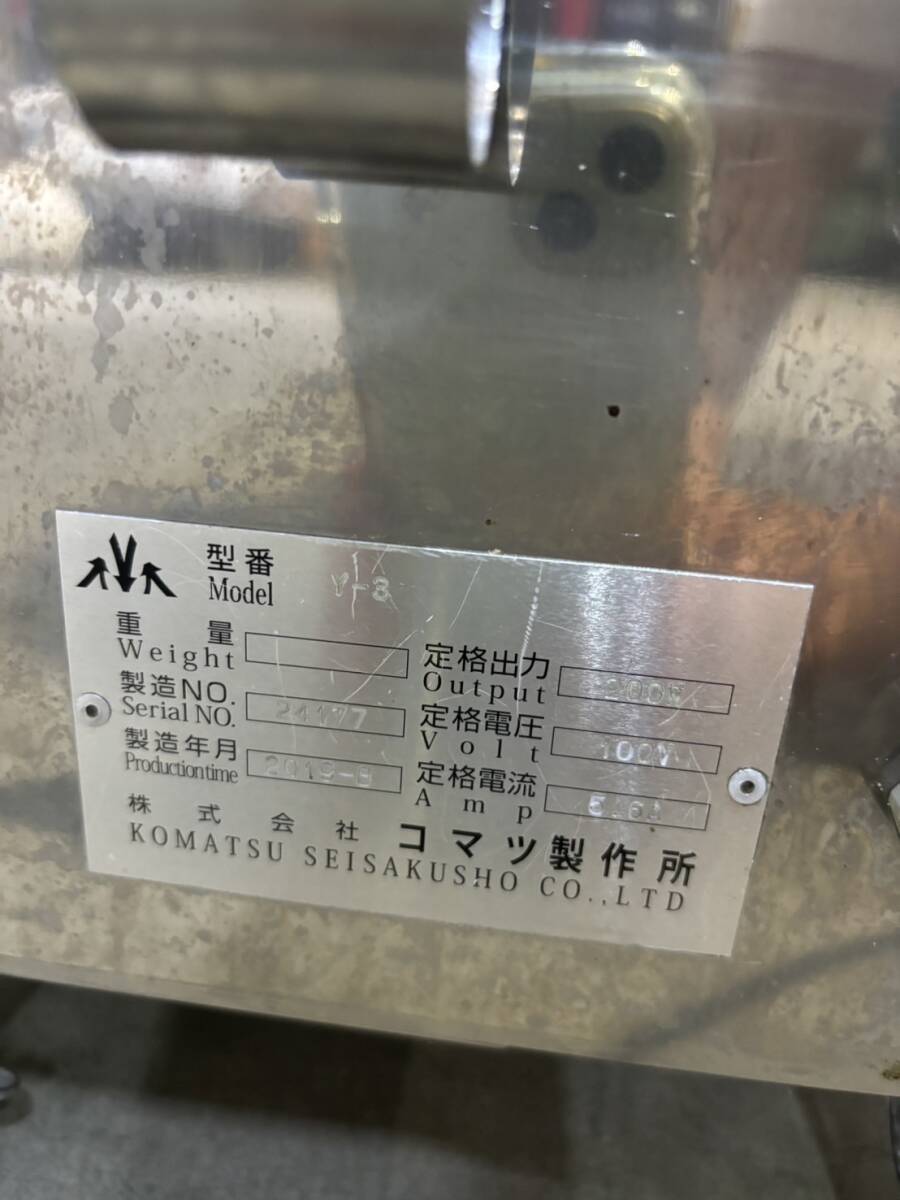 型番
Model
重量
Weight
定格出力
Output
製造NO.
Serial NO. 24177
定格電圧
Volt 100V
製造年月
Productiontime 2019-8
定格電流
Amp
株式会社 コマツ製作所
KOMATSU SEISAKUSHO CO.,LTD